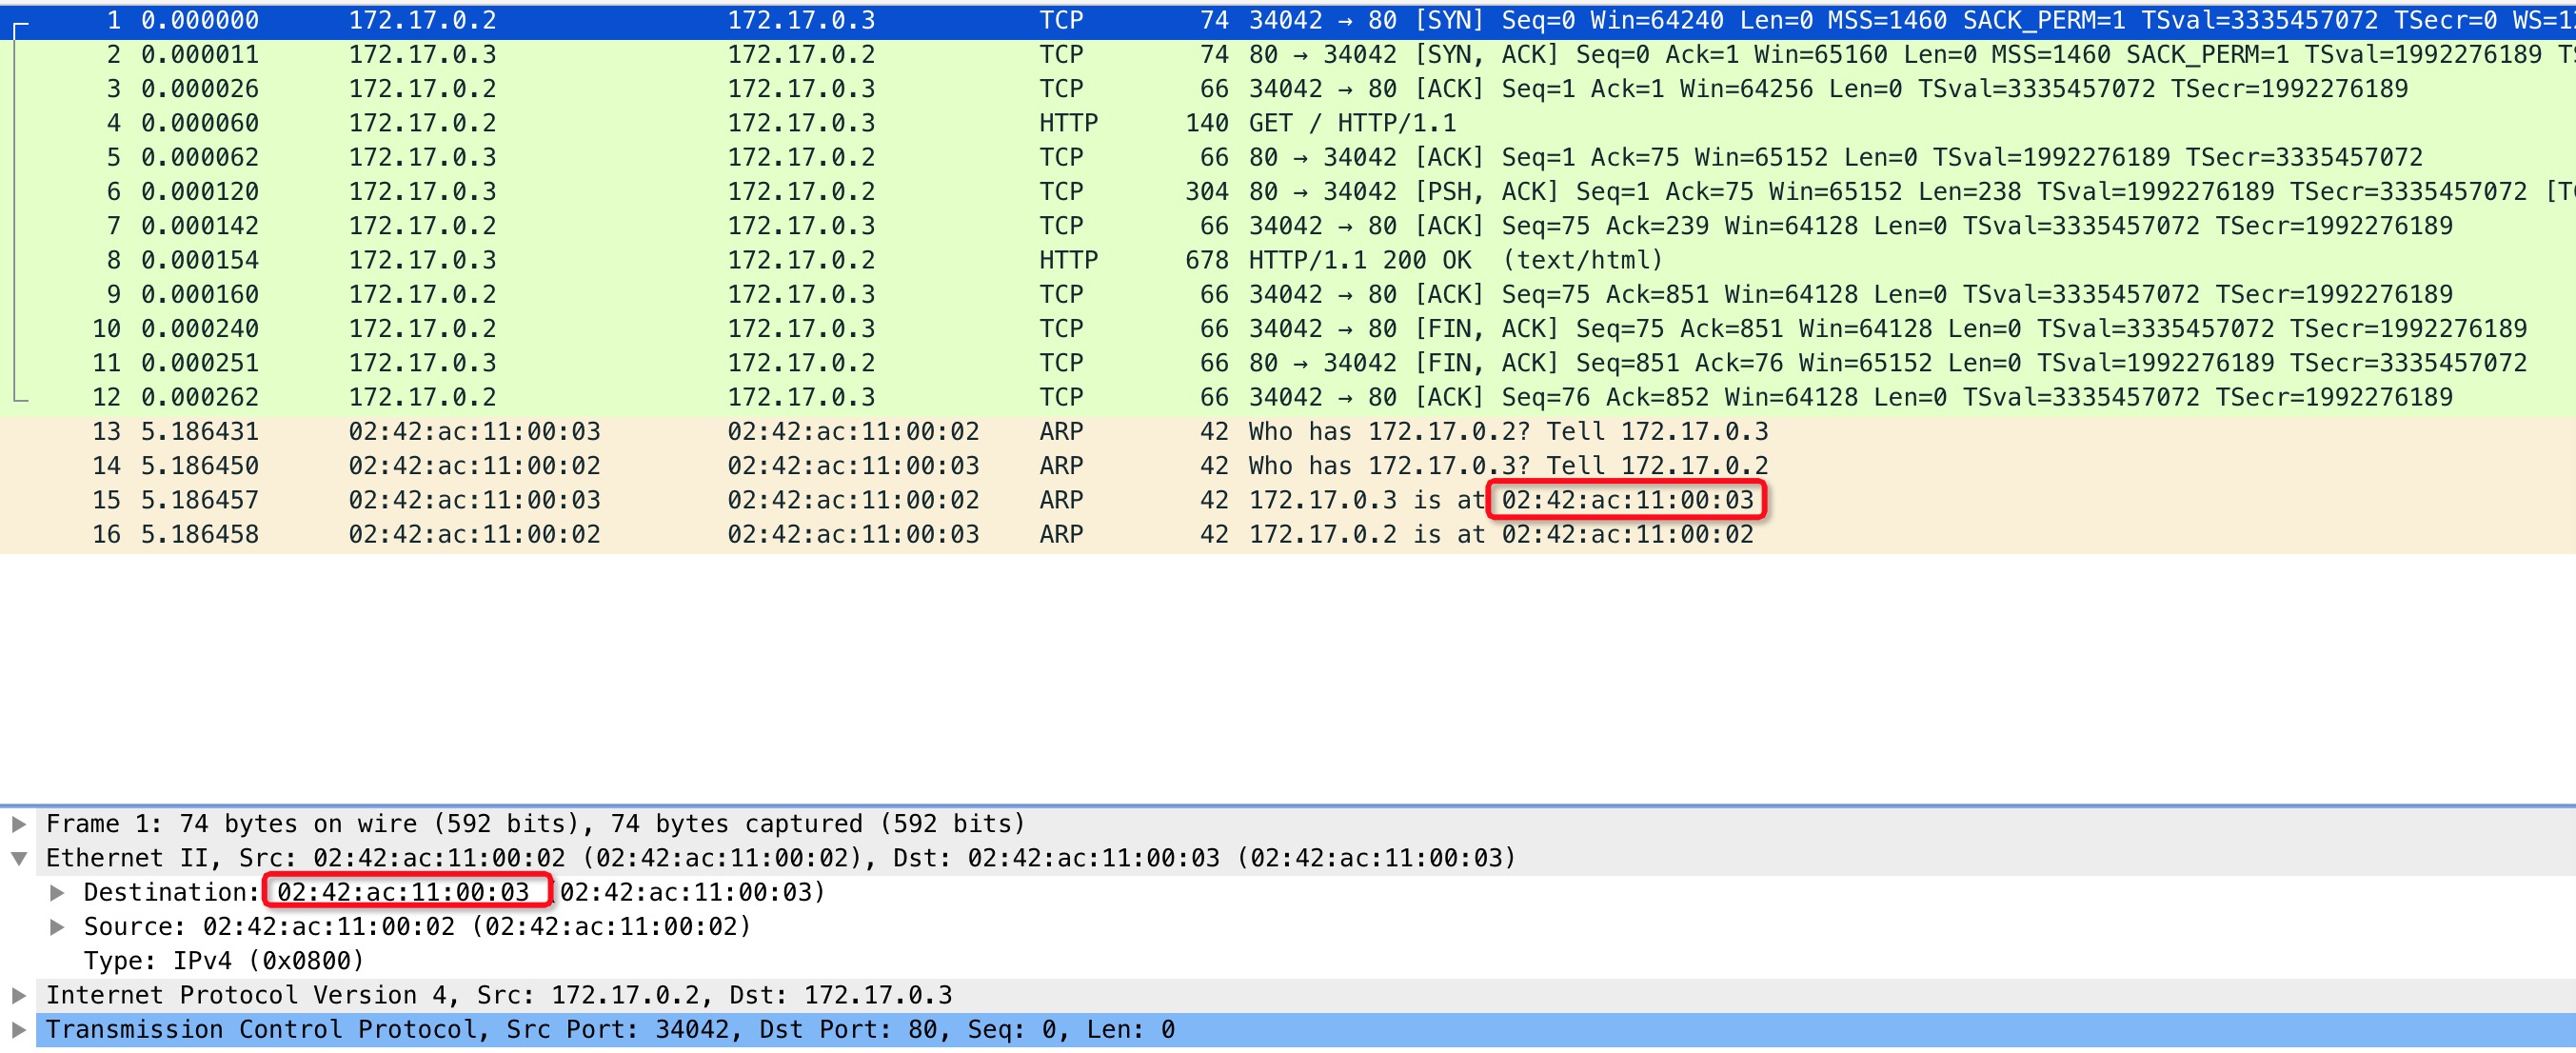 1 0.000000 172.17.0.2 172.17.0.3 TCP 74 34042 → 80 [SYN] Seq=0 Win=64240 Len=0 MSS=1460 SACK_PERM=1 TSval=3335457072 TSecr=0
2 0.000011 172.17.0.3 172.17.0.2 TCP 74 80 → 34042 [SYN, ACK] Seq=0 Ack=1 Win=65160 Len=0 MSS=1460 SACK_PERM=1 TSval=1992276189
3 0.000026 172.17.0.2 172.17.0.3 TCP 66 34042 → 80 [ACK] Seq=1 Ack=1 Win=64256 Len=0 TSval=3335457072 TSecr=1992276189
4 0.000060 172.17.0.2 172.17.0.3 HTTP 140 GET / HTTP/1.1
5 0.000062 172.17.0.3 172.17.0.2 TCP 66 80 → 34042 [ACK] Seq=1 Ack=75 Win=65152 Len=0 TSval=1992276189 TSecr=3335457072
6 0.000120 172.17.0.3 172.17.0.2 TCP 304 80 → 34042 [PSH, ACK] Seq=1 Ack=75 Win=65152 Len=238 TSval=1992276189 TSecr=3335457072
7 0.000142 172.17.0.2 172.17.0.3 TCP 66 34042 → 80 [ACK] Seq=75 Ack=239 Win=64128 Len=0 TSval=3335457072 TSecr=1992276189
8 0.000154 172.17.0.3 172.17.0.2 HTTP 678 HTTP/1.1 200 OK (text/html)
9 0.000160 172.17.0.2 172.17.0.3 TCP 66 34042 → 80 [ACK] Seq=75 Ack=851 Win=64128 Len=0 TSval=3335457072 TSecr=1992276189
10 0.000240 172.17.0.2 172.17.0.3 TCP 66 34042 → 80 [FIN, ACK] Seq=75 Ack=851 Win=64128 Len=0 TSval=3335457072 TSecr=1992276189
11 0.000251 172.17.0.3 172.17.0.2 TCP 66 80 → 34042 [FIN, ACK] Seq=851 Ack=76 Win=65152 Len=0 TSval=1992276189 TSecr=3335457072
12 0.000262 172.17.0.2 172.17.0.3 TCP 66 34042 → 80 [ACK] Seq=76 Ack=852 Win=64128 Len=0 TSval=3335457072 TSecr=1992276189
13 5.186431 02:42:ac:11:00:03 02:42:ac:11:00:02 ARP 42 Who has 172.17.0.2? Tell 172.17.0.3
14 5.186450 02:42:ac:11:00:02 02:42:ac:11:00:03 ARP 42 Who has 172.17.0.3? Tell 172.17.0.2
15 5.186457 02:42:ac:11:00:03 02:42:ac:11:00:02 ARP 42 172.17.0.3 is at 02:42:ac:11:00:03
16 5.186458 02:42:ac:11:00:02 02:42:ac:11:00:03 ARP 42 172.17.0.2 is at 02:42:ac:11:00:02
Frame 1: 74 bytes on wire (592 bits), 74 bytes captured (592 bits)
Ethernet II, Src: 02:42:ac:11:00:02 (02:42:ac:11:00:02), Dst: 02:42:ac:11:00:03 (02:42:ac:11:00:03)
Destination: 02:42:ac:11:00:03 (02:42:ac:11:00:03)
Source: 02:42:ac:11:00:02 (02:42:ac:11:00:02)
Type: IPv4 (0x0800)
Internet Protocol Version 4, Src: 172.17.0.2, Dst: 172.17.0.3
Transmission Control Protocol, Src Port: 34042, Dst Port: 80, Seq: 0, Len: 0